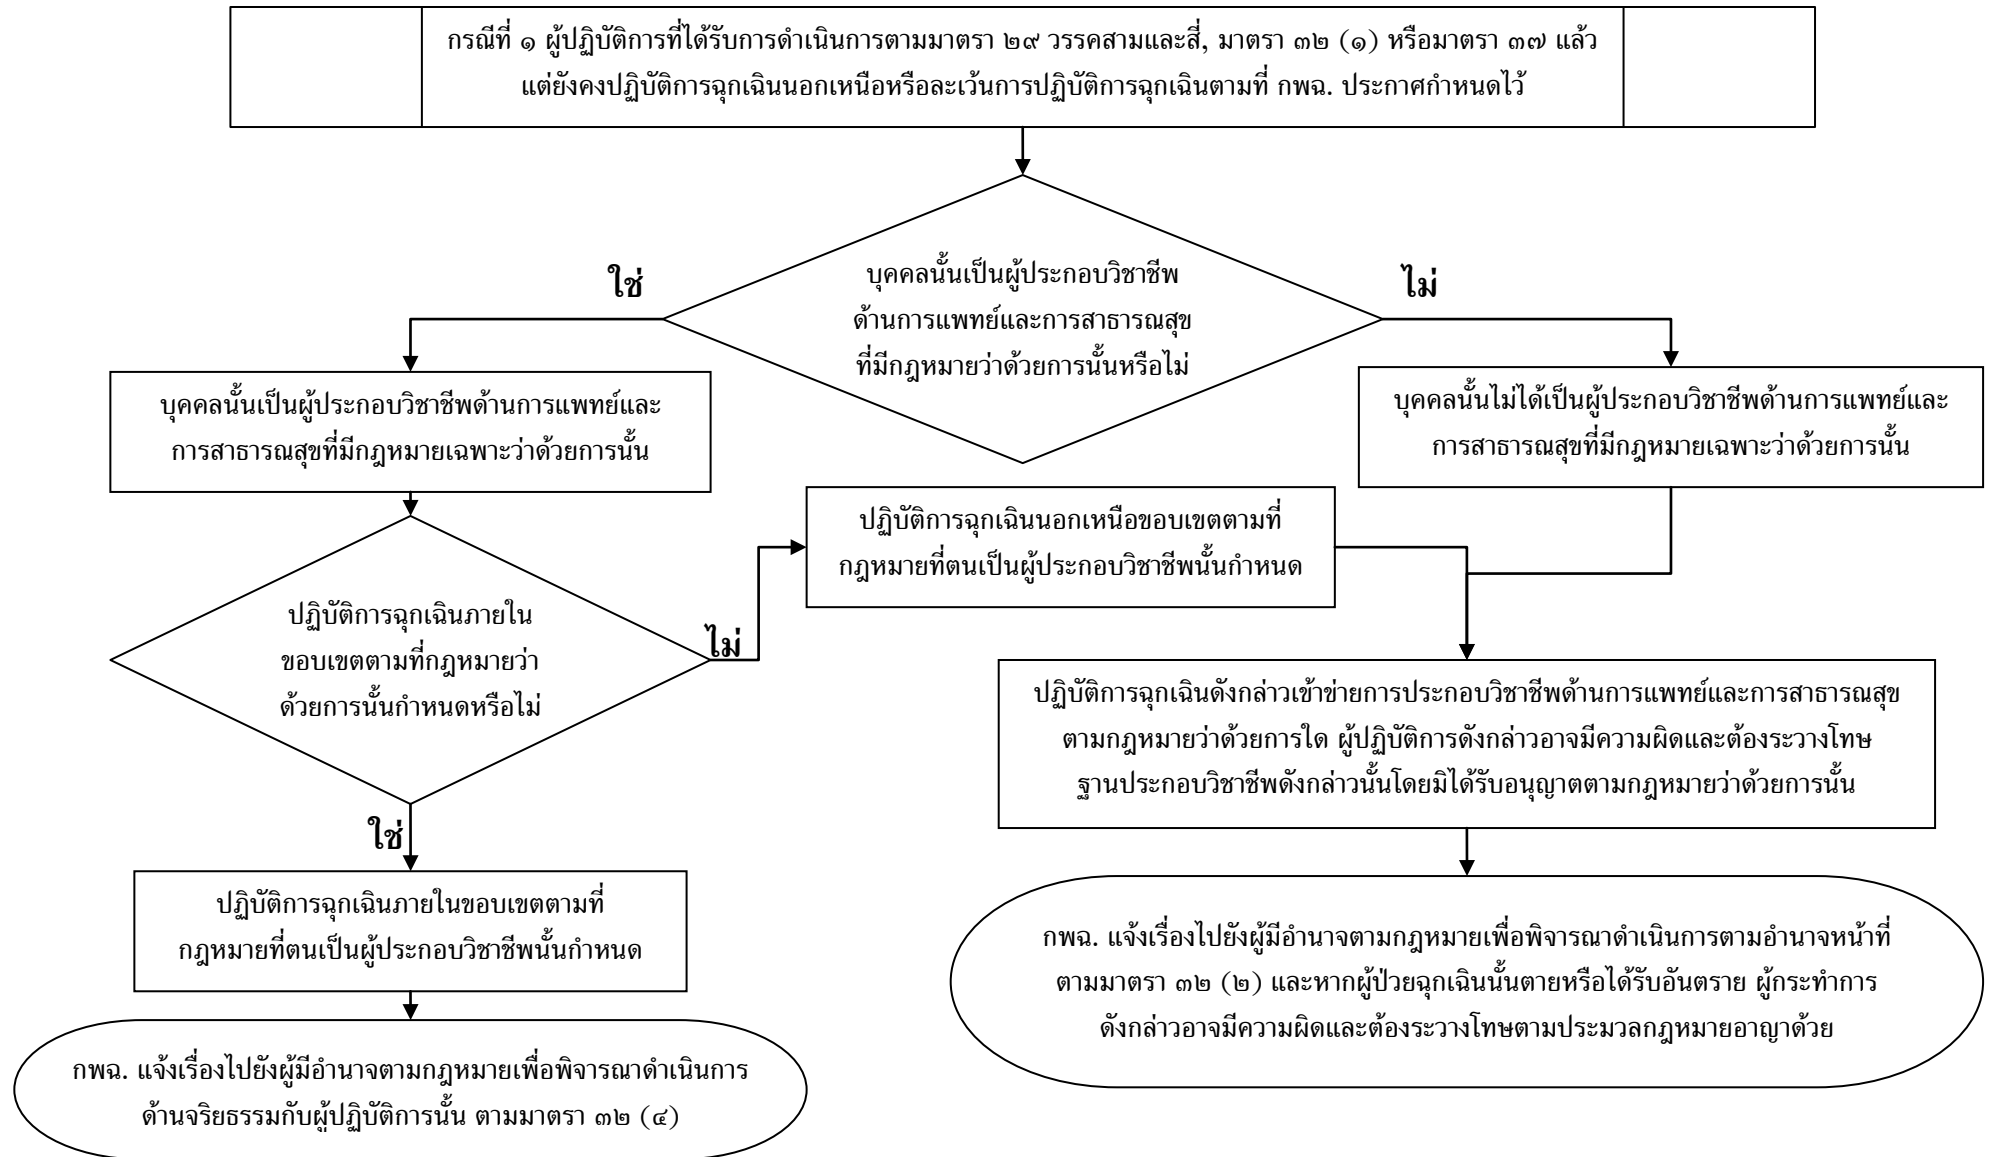 กรณีที่ ๑ ผู้ปฏิบัติการที่ได้รับการดำเนินการตามมาตรา ๒๙ วรรคสามและสี่, มาตรา ๓๒ (๑) หรือมาตรา ๓๗ แล้ว
แต่ยังคงปฏิบัติการฉุกเฉินนอกเหนือหรือละเว้นการปฏิบัติการฉุกเฉินตามที่ กพฉ. ประกาศกำหนดไว้
บุคคลนั้นเป็นผู้ประกอบวิชาชีพ
ด้านการแพทย์และการสาธารณสุข
ที่มีกฎหมายว่าด้วยการนั้นหรือไม่
ใช่
ไม่
บุคคลนั้นเป็นผู้ประกอบวิชาชีพด้านการแพทย์และ
การสาธารณสุขที่มีกฎหมายเฉพาะว่าด้วยการนั้น
บุคคลนั้นไม่ได้เป็นผู้ประกอบวิชาชีพด้านการแพทย์และ
การสาธารณสุขที่มีกฎหมายเฉพาะว่าด้วยการนั้น
ปฏิบัติการฉุกเฉินนอกเหนือขอบเขตตามที่
กฎหมายที่ตนเป็นผู้ประกอบวิชาชีพนั้นกำหนด
ปฏิบัติการฉุกเฉินภายใน
ขอบเขตตามที่กฎหมายว่า
ด้วยการนั้นกำหนดหรือไม่
ไม่
ใช่
ปฏิบัติการฉุกเฉินดังกล่าวเข้าข่ายการประกอบวิชาชีพด้านการแพทย์และการสาธารณสุข
ตามกฎหมายว่าด้วยการใด ผู้ปฏิบัติการดังกล่าวอาจมีความผิดและต้องระวางโทษ
ฐานประกอบวิชาชีพดังกล่าวนั้นโดยมิได้รับอนุญาตตามกฎหมายว่าด้วยการนั้น
ปฏิบัติการฉุกเฉินภายในขอบเขตตามที่
กฎหมายที่ตนเป็นผู้ประกอบวิชาชีพนั้นกำหนด
กพฉ. แจ้งเรื่องไปยังผู้มีอำนาจตามกฎหมายเพื่อพิจารณาดำเนินการตามอำนาจหน้าที่
ตามมาตรา ๓๒ (๒) และหากผู้ป่วยฉุกเฉินนั้นตายหรือได้รับอันตราย ผู้กระทำการ
ดังกล่าวอาจมีความผิดและต้องระวางโทษตามประมวลกฎหมายอาญาด้วย
กพฉ. แจ้งเรื่องไปยังผู้มีอำนาจตามกฎหมายเพื่อพิจารณาดำเนินการ
ด้านจริยธรรมกับผู้ปฏิบัติการนั้น ตามมาตรา ๓๒ (๔)